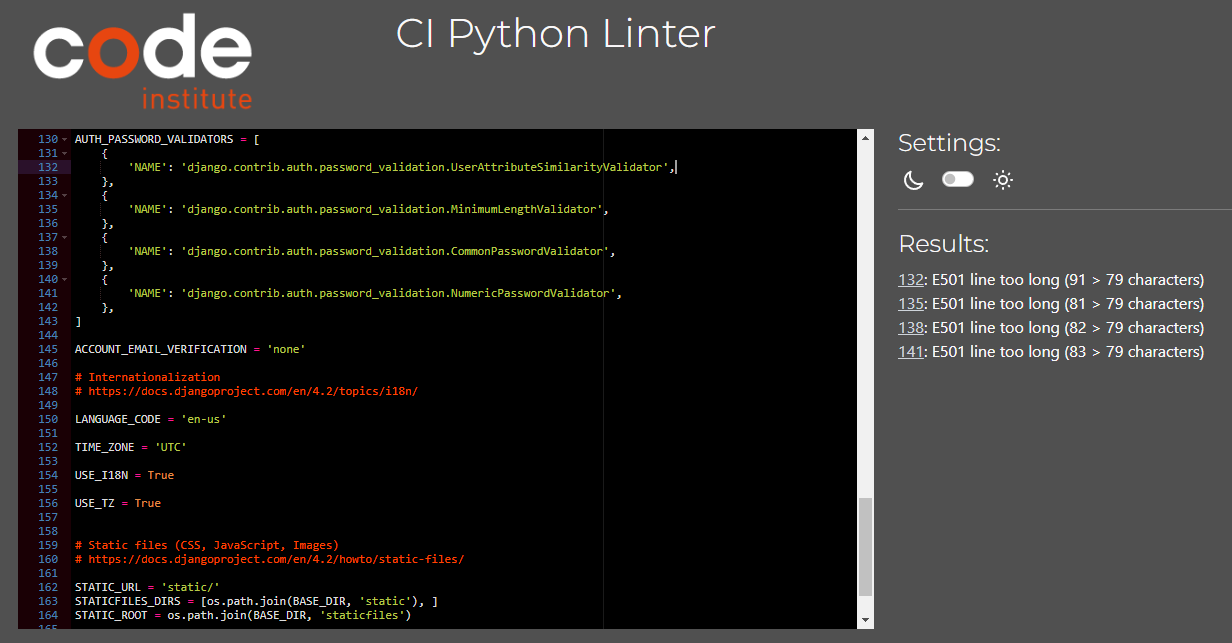 code
institute
CI Python Linter
130 AUTH_PASSWORD_VALIDATORS = [
131     {
132         'NAME': 'django.contrib.auth.password_validation.UserAttributeSimilarityValidator',
133     },
134     {
135         'NAME': 'django.contrib.auth.password_validation.MinimumLengthValidator',
136     },
137     {
138         'NAME': 'django.contrib.auth.password_validation.CommonPasswordValidator',
139     },
140     {
141         'NAME': 'django.contrib.auth.password_validation.NumericPasswordValidator',
142     },
143 ]
144
145 ACCOUNT_EMAIL_VERIFICATION = 'none'
146
147 # Internationalization
148 # https://docs.djangoproject.com/en/4.2/topics/i18n/
149
150 LANGUAGE_CODE = 'en-us'
151
152 TIME_ZONE = 'UTC'
153
154 USE_I18N = True
155
156 USE_TZ = True
157
158
159 # Static files (CSS, JavaScript, Images)
160 # https://docs.djangoproject.com/en/4.2/howto/static-files/
161
162 STATIC_URL = 'static/'
163 STATICFILES_DIRS = [os.path.join(BASE_DIR, 'static'), ]
164 STATIC_ROOT = os.path.join(BASE_DIR, 'staticfiles')
165
Settings:
Results:
132: E501 line too long (91 > 79 characters)
135: E501 line too long (81 > 79 characters)
138: E501 line too long (82 > 79 characters)
141: E501 line too long (83 > 79 characters)